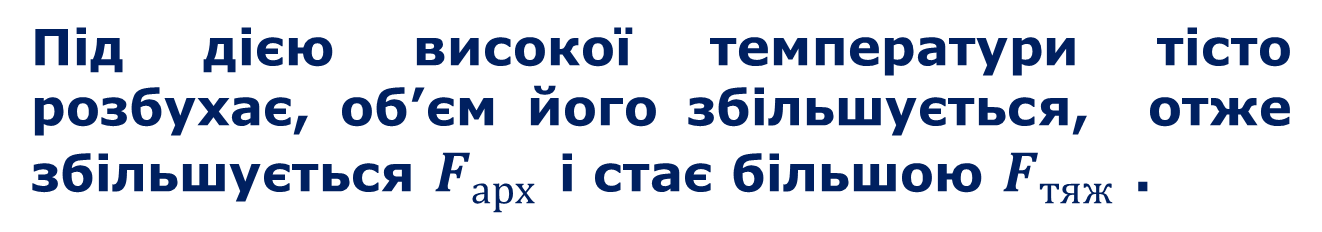 Під дією високої температури тісто
розбухає, об’єм його збільшується, отже
збільшується Fарх і стає більшою Fтяж .